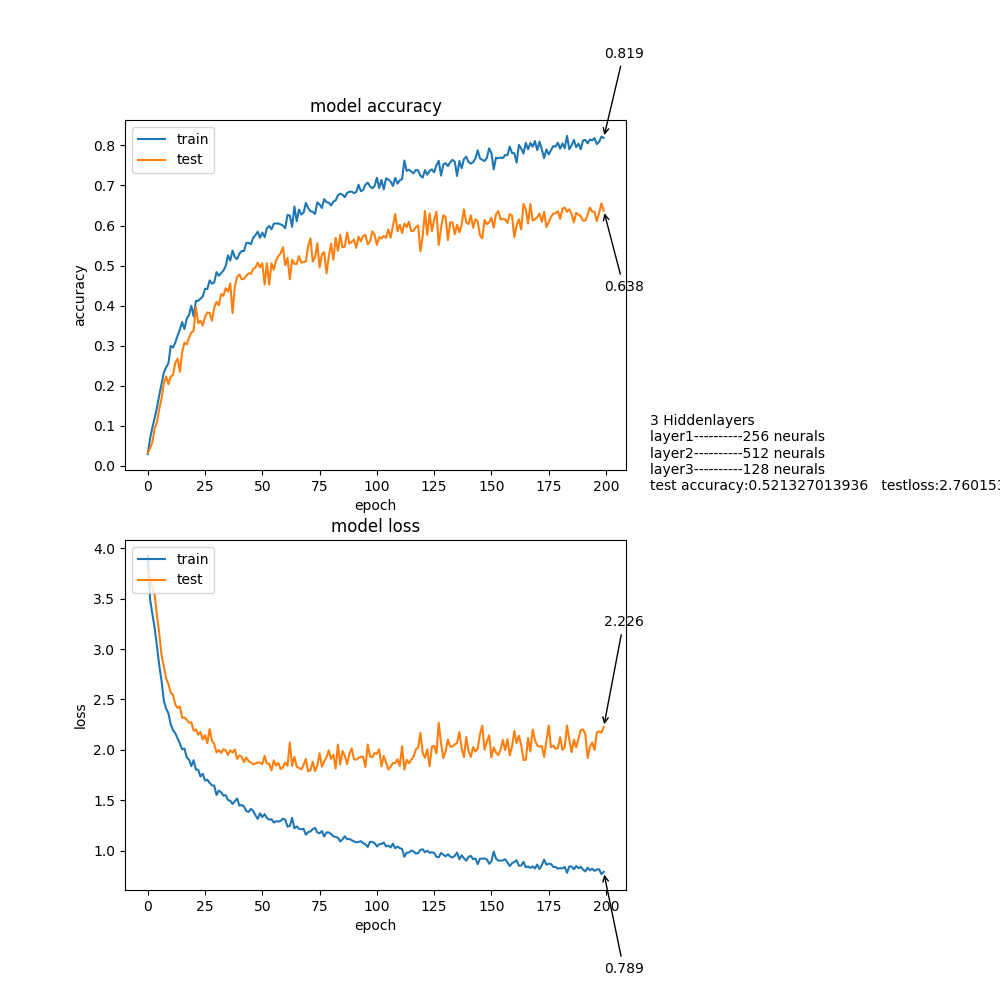 0.819
model accuracy
train
test
0.8
0.7
0.6
0.5
0.4
0.3
0.2
0.1
0.0
accuracy
0.638
0 25 50 75 100 125 150 175 200
epoch
3 Hiddenlayers
layer1----------256 neurals
layer2----------512 neurals
layer3----------128 neurals
test accuracy:0.521327013936 testloss:2.760153
model loss
train
test
4.0
3.5
3.0
2.5
2.0
1.5
1.0
loss
2.226
0 25 50 75 100 125 150 175 200
epoch
0.789